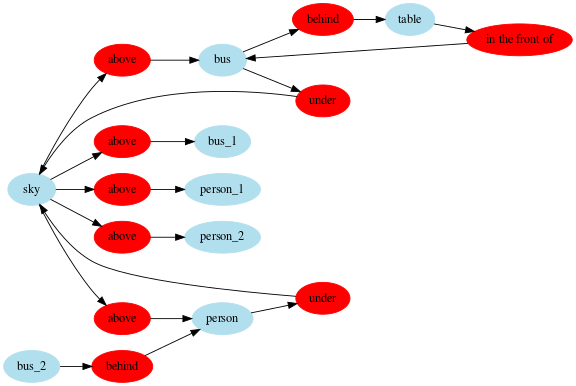 behind
table
in the front of
above
bus
under
above
bus_1
sky
above
person_1
above
person_2
under
above
person
bus_2
behind